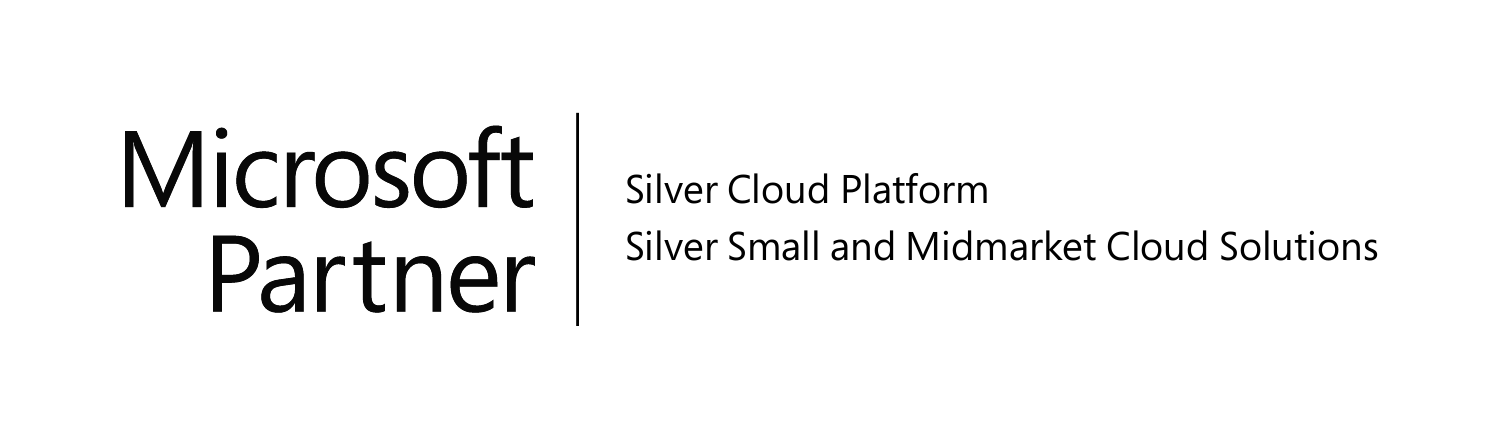 Microsoft
Partner
Silver Cloud Platform
Silver Small and Midmarket Cloud Solutions